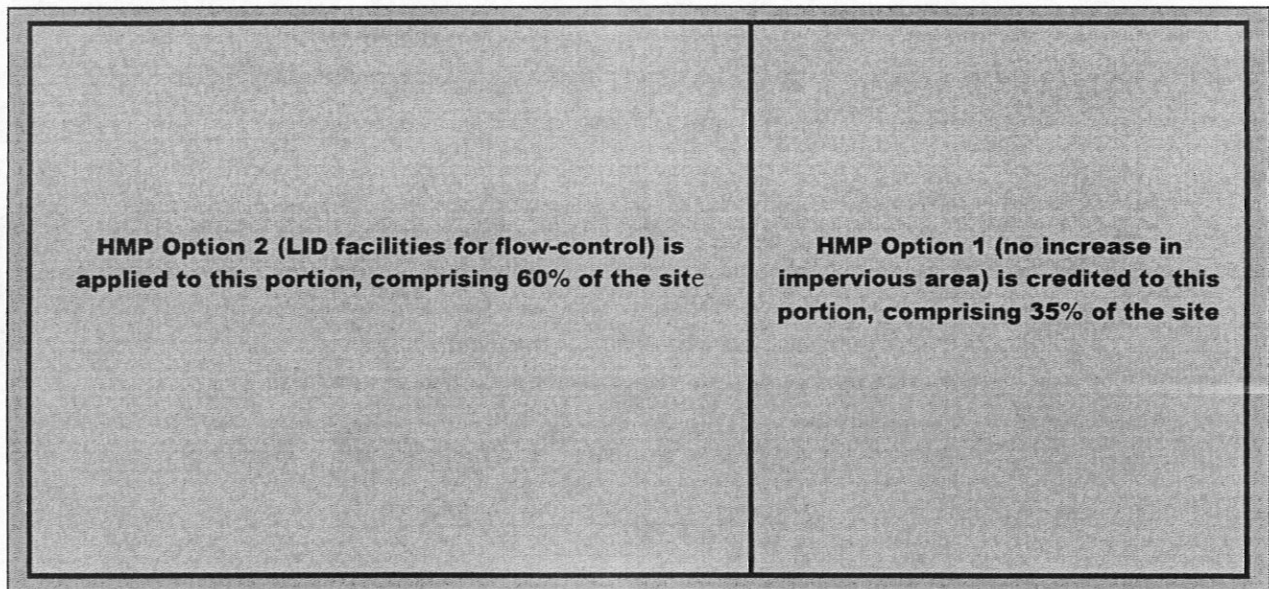 HMP Option 2 (LID facilities for flow-control) is
applied to this portion, comprising 60% of the site
HMP Option 1 (no increase in
impervious area) is credited to this
portion, comprising 35% of the site